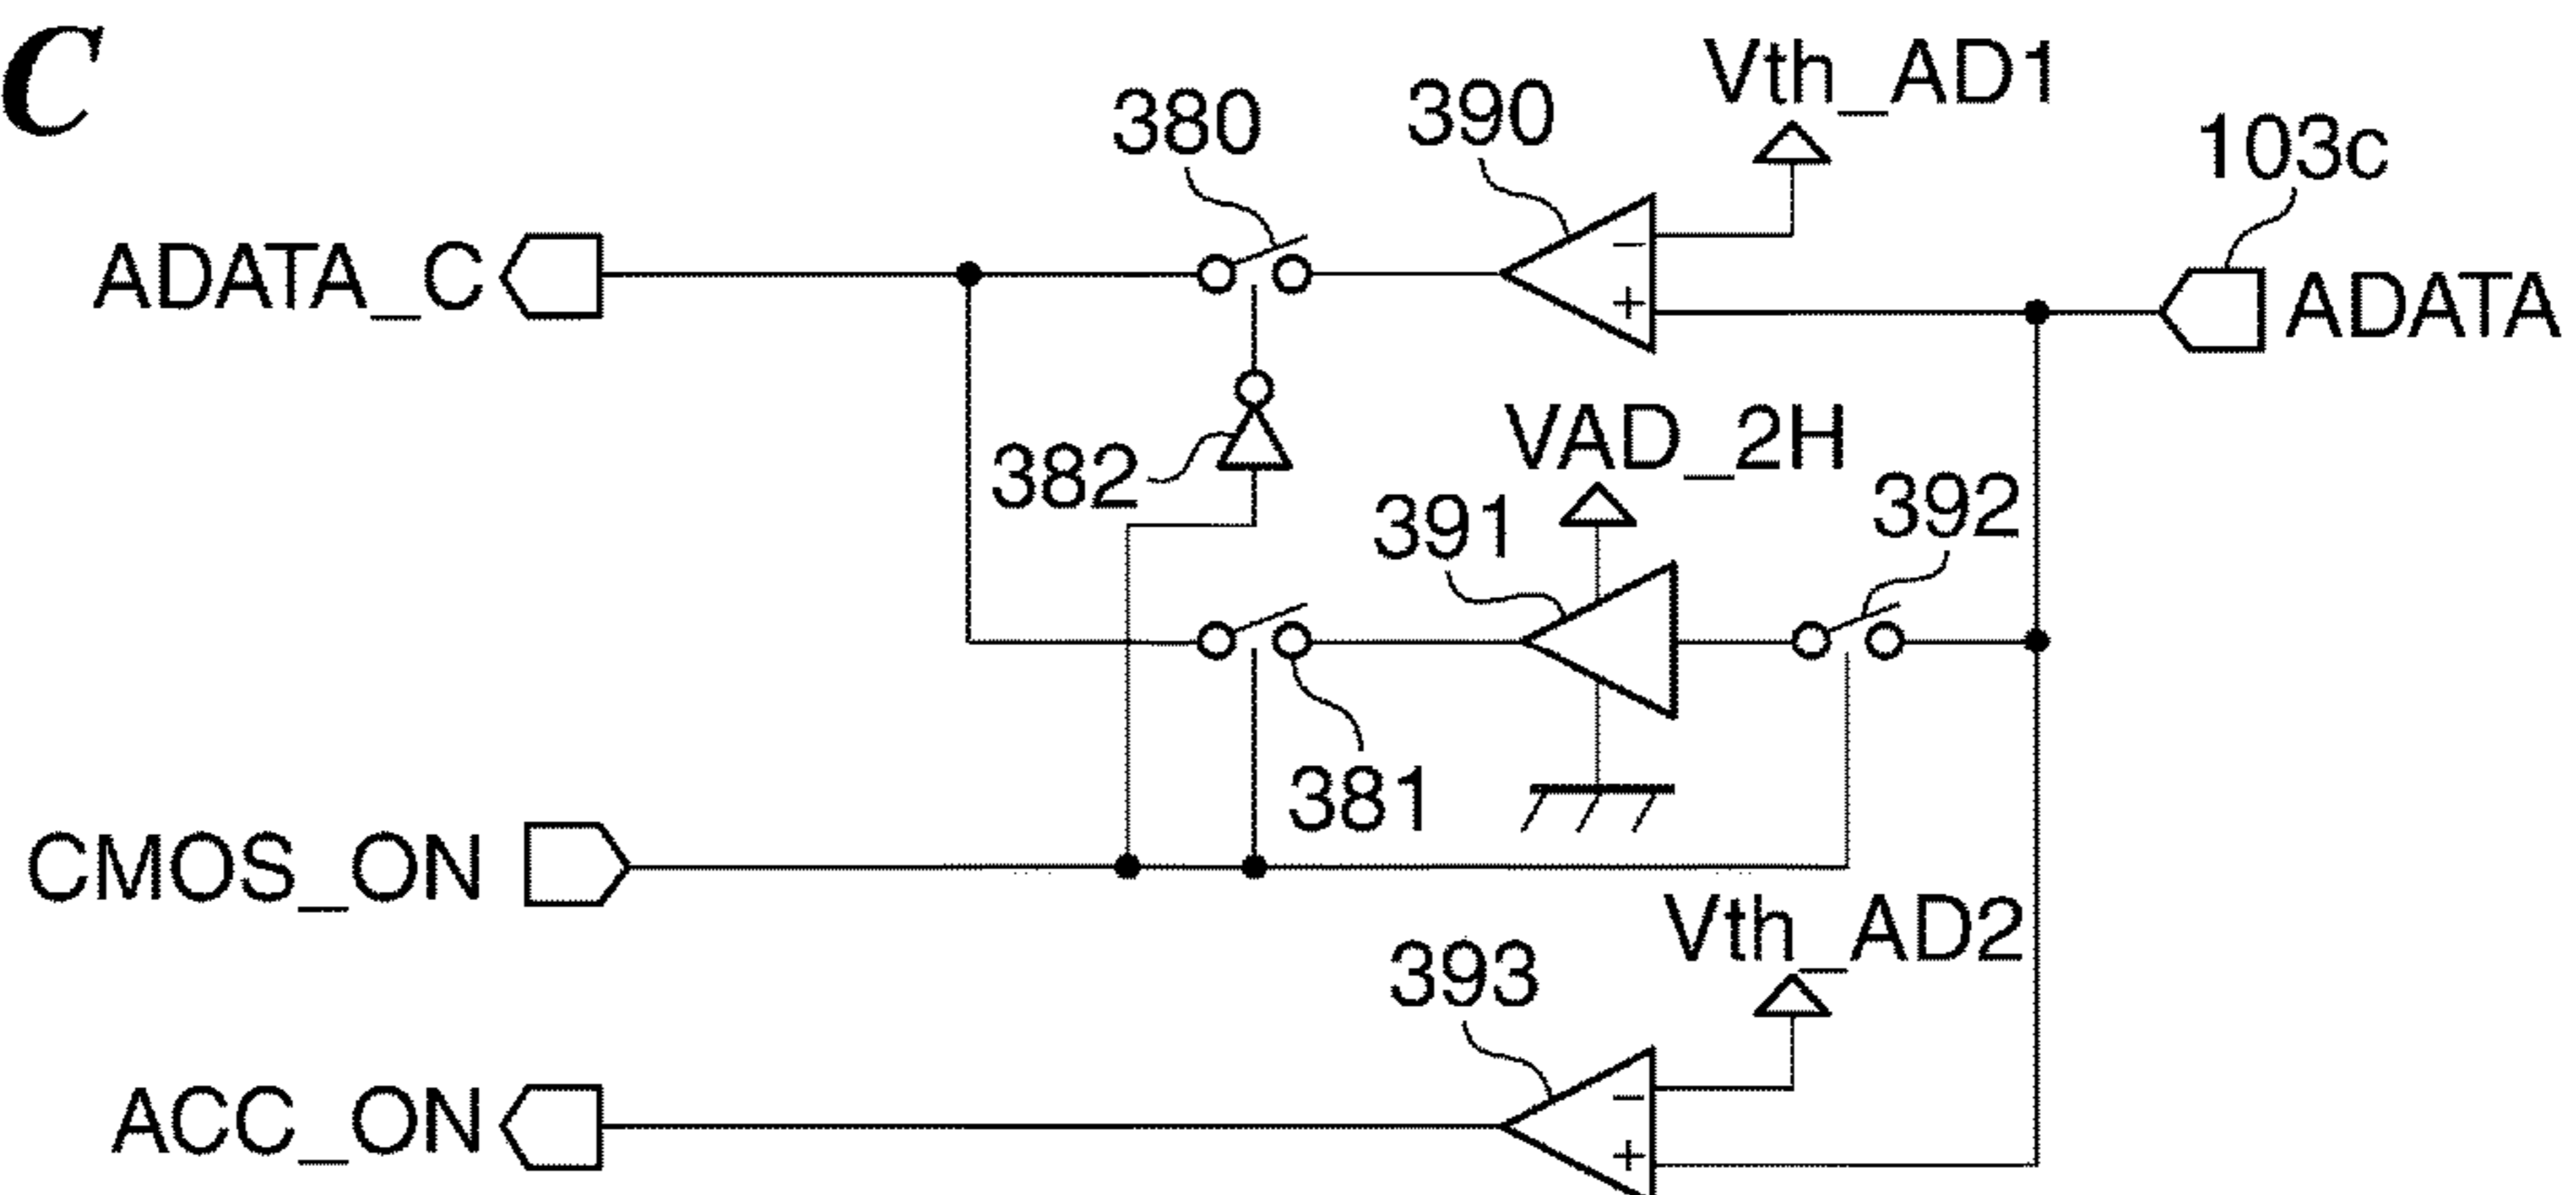 C
Vth_AD1
380
390
103c
ADATA_C
−
+
ADATA
382
VAD_2H
391
392
381
CMOS_ON
Vth_AD2
393
ACC_ON
−
+